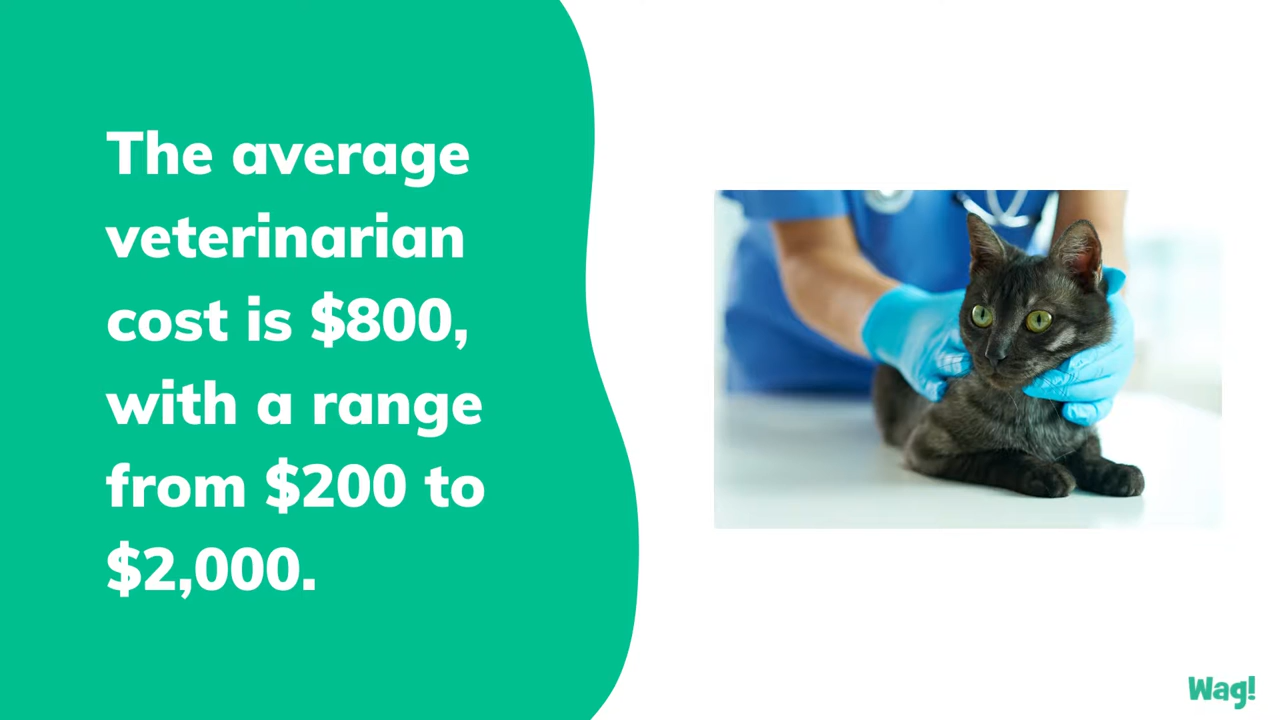 The average
veterinarian
cost is $800,
with a range
from $200 to
$2,000.
Wag!